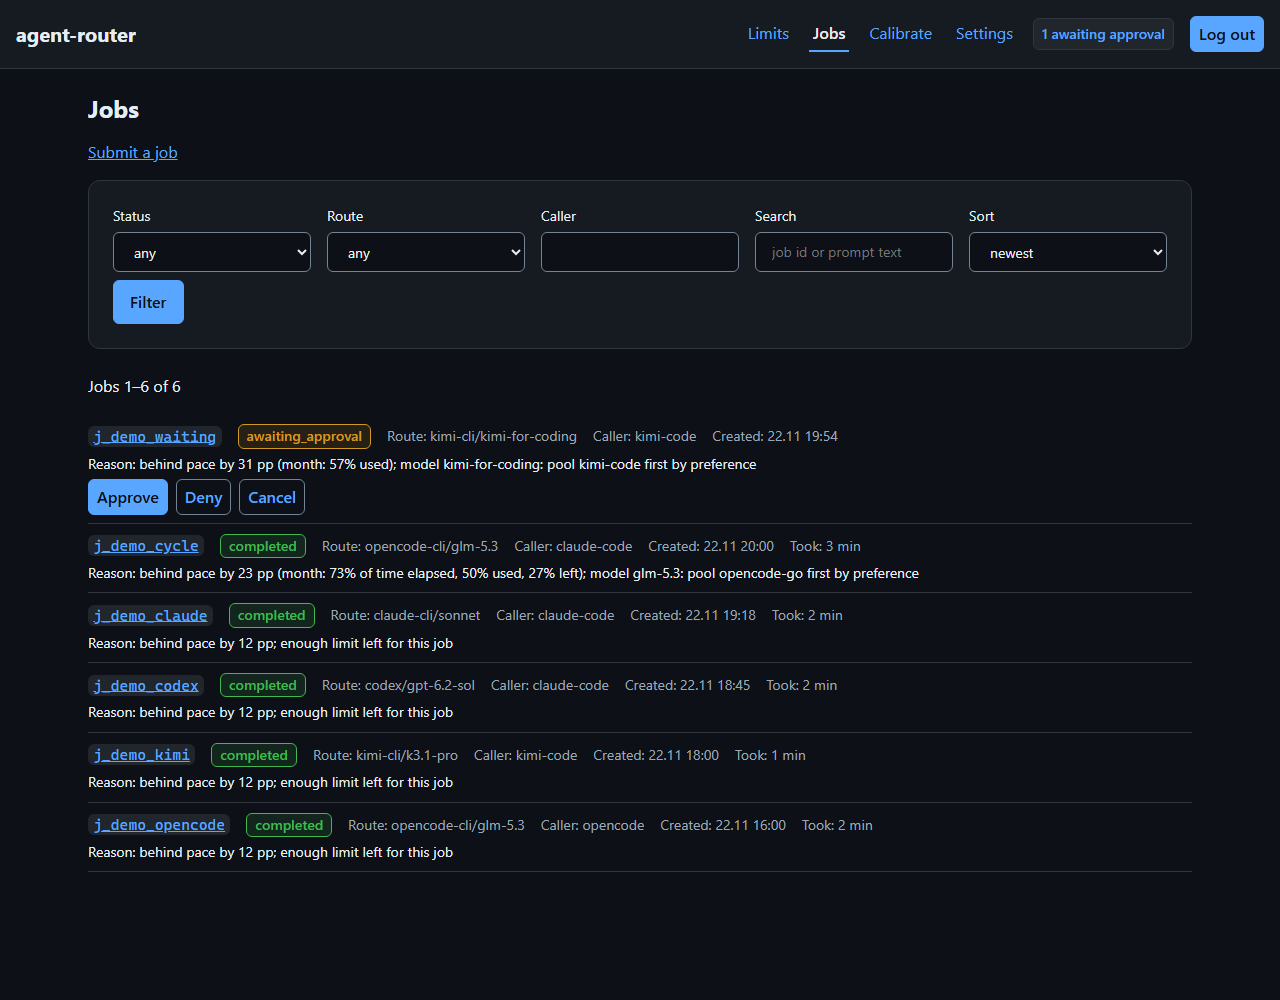 agent-router
Limits Jobs Calibrate Settings 1 awaiting approval Log out
Jobs
Submit a job
Status Route Caller Search Sort
any any job id or prompt text newest
Filter
Jobs 1–6 of 6
j_demo_waiting awaiting_approval Route: kimi-cli/kimi-for-coding Caller: kimi-code Created: 22.11 19:54
Reason: behind pace by 31 pp (month: 57% used); model kimi-for-coding: pool kimi-code first by preference
Approve Deny Cancel
j_demo_cycle completed Route: opencode-cli/glm-5.3 Caller: claude-code Created: 22.11 20:00 Took: 3 min
Reason: behind pace by 23 pp (month: 73% of time elapsed, 50% used, 27% left); model glm-5.3: pool opencode-go first by preference
j_demo_claude completed Route: claude-cli/sonnet Caller: claude-code Created: 22.11 19:18 Took: 2 min
Reason: behind pace by 12 pp; enough limit left for this job
j_demo_codex completed Route: codex/gpt-6.2-sol Caller: claude-code Created: 22.11 18:45 Took: 2 min
Reason: behind pace by 12 pp; enough limit left for this job
j_demo_kimi completed Route: kimi-cli/k3.1-pro Caller: kimi-code Created: 22.11 18:00 Took: 1 min
Reason: behind pace by 12 pp; enough limit left for this job
j_demo_opencode completed Route: opencode-cli/glm-5.3 Caller: opencode Created: 22.11 16:00 Took: 2 min
Reason: behind pace by 12 pp; enough limit left for this job